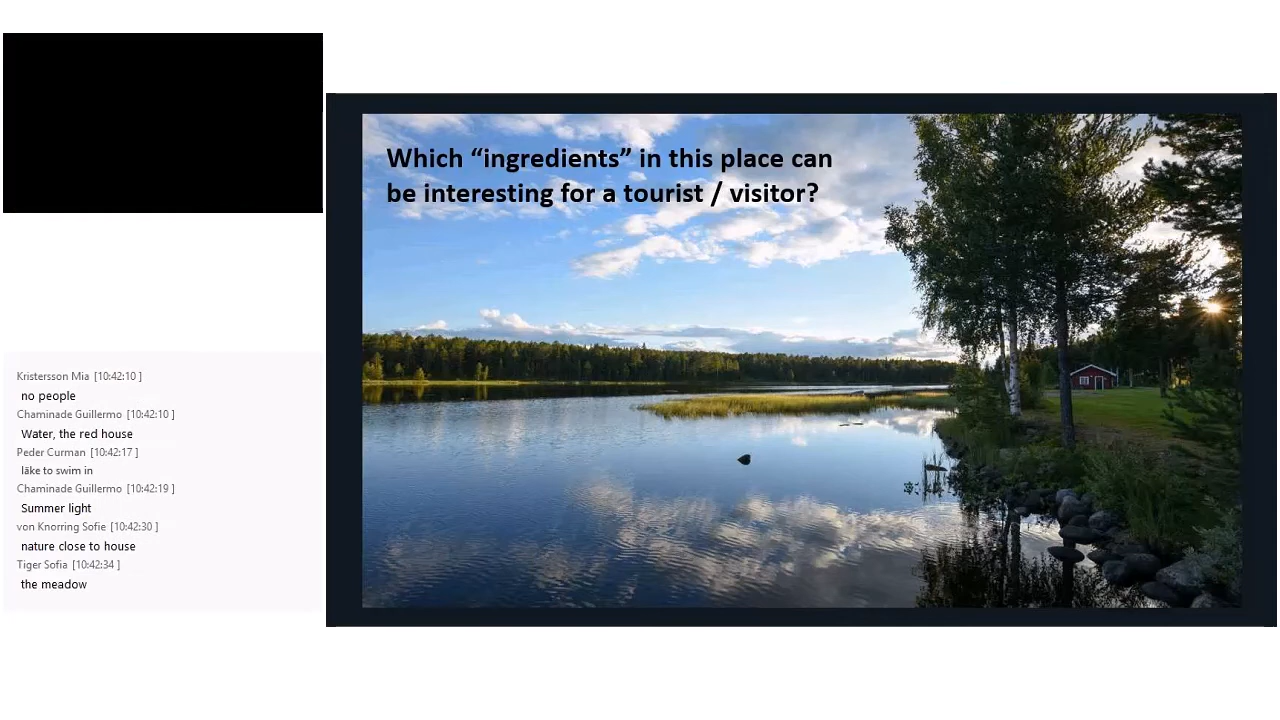 Which “ingredients” in this place can
be interesting for a tourist / visitor?
Kristersson Mia [10:42:10 ]
no people
Chaminade Guillermo [10:42:10 ]
Water, the red house
Peder Curman [10:42:17 ]
läke to swim in
Chaminade Guillermo [10:42:19 ]
Summer light
von Knorring Sofie [10:42:30 ]
nature close to house
Tiger Sofia [10:42:34 ]
the meadow